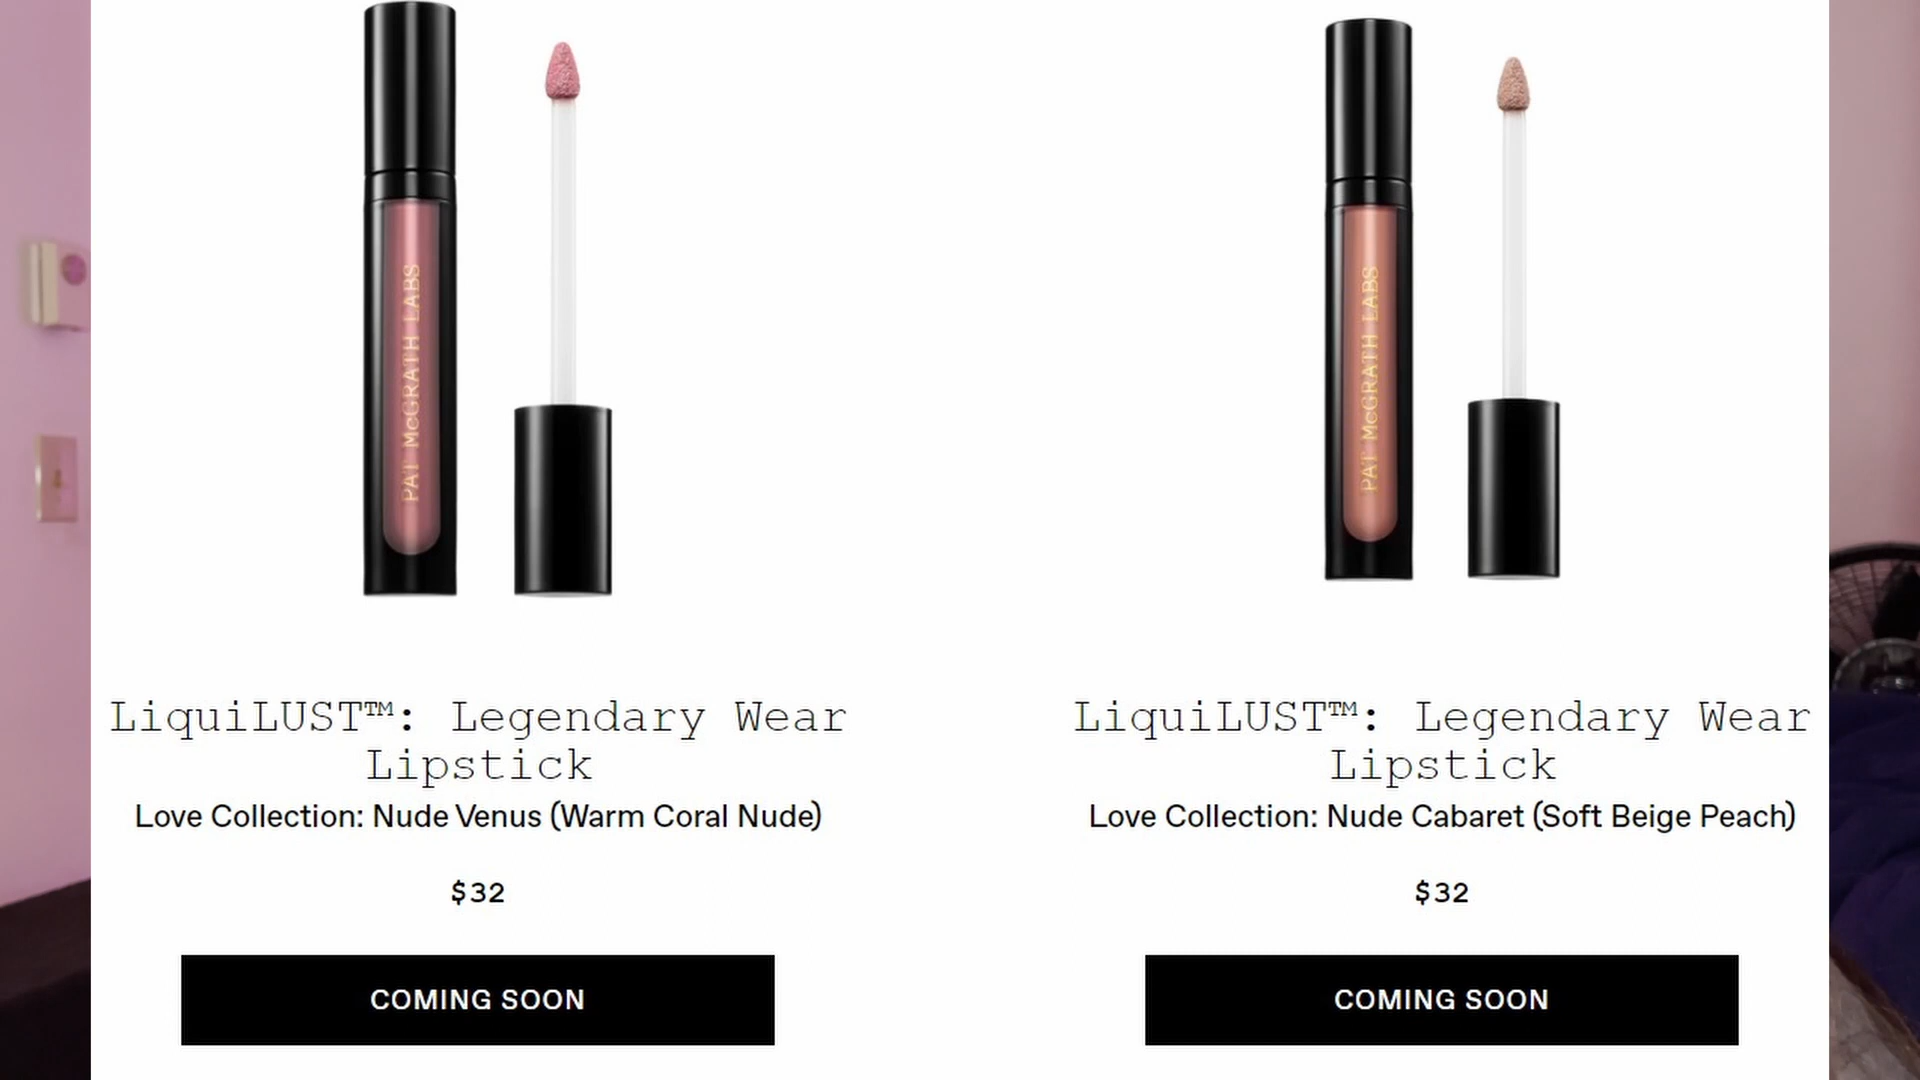 PAT McGRATH LABS
PAT McGRATH LABS
LiquiLUST™: Legendary Wear
Lipstick
Love Collection: Nude Venus (Warm Coral Nude)
$32
COMING SOON
LiquiLUST™: Legendary Wear
Lipstick
Love Collection: Nude Cabaret (Soft Beige Peach)
$32
COMING SOON